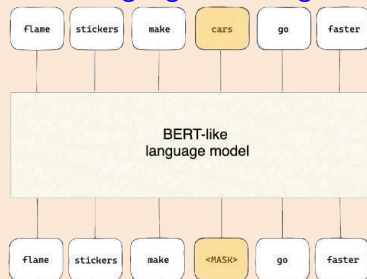 flame stickers make cars go faster
BERT-like
language model
flame stickers make <MASK> go faster